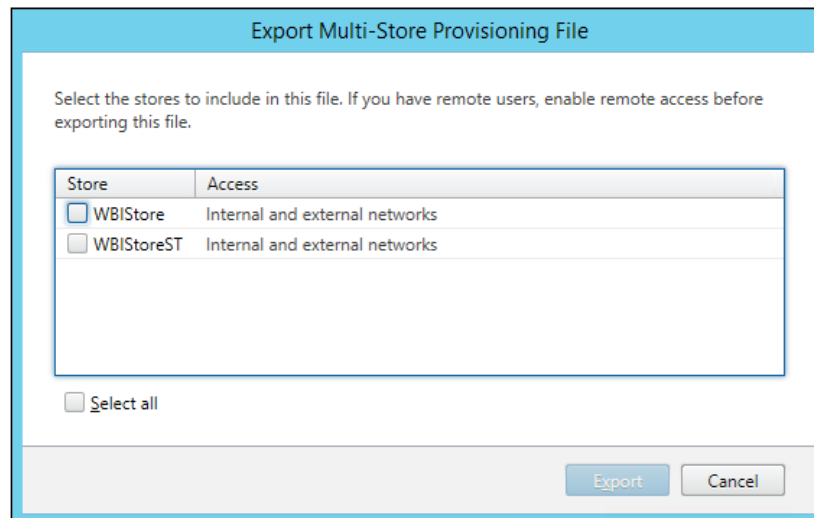 Export Multi-Store Provisioning File
Select the stores to include in this file. If you have remote users, enable remote access before
exporting this file.
Store Access
WBIStore Internal and external networks
WBIStoreST Internal and external networks
Select all
Export Cancel